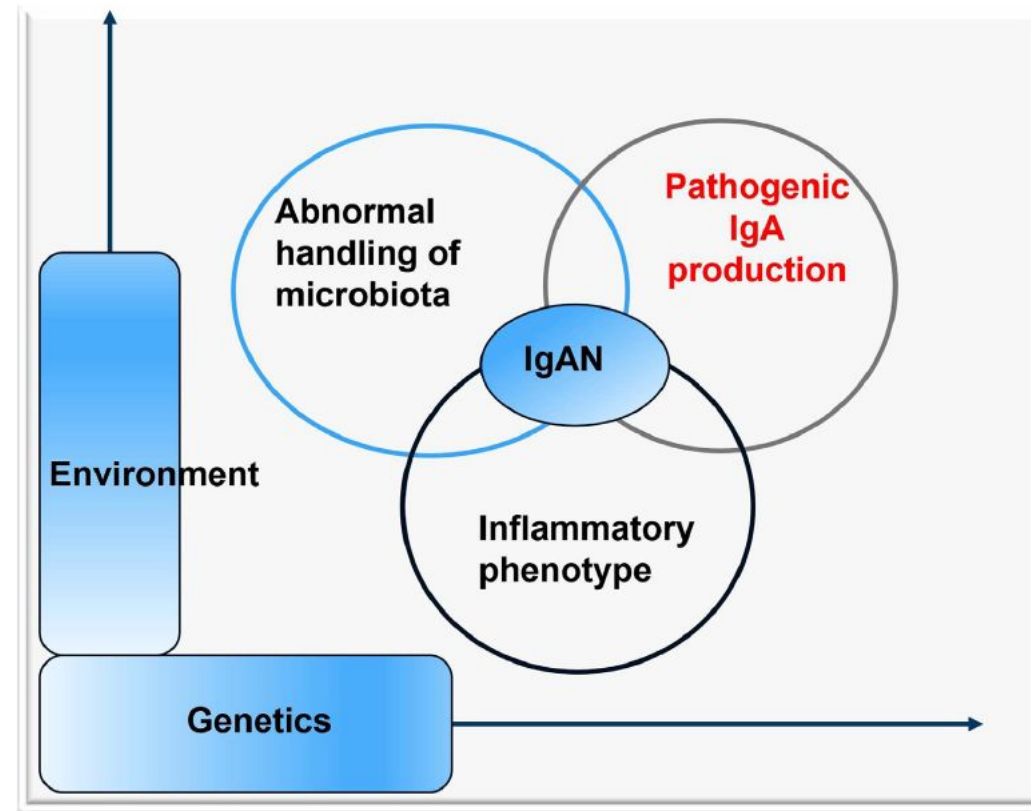 Abnormal
handling of
microbiota
Pathogenic
IgA
production
IgAN
Environment
Inflammatory
phenotype
Genetics